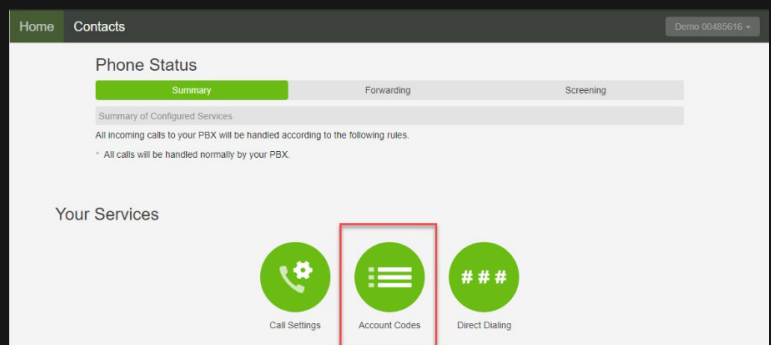 Home Contacts Demo 00485616
Phone Status
Summary Forwarding Screening
Summary of Configured Services
All incoming calls to your PBX will be handled according to the following rules.
* All calls will be handled normally by your PBX.
Your Services
###
Call Settings Account Codes Direct Dialing